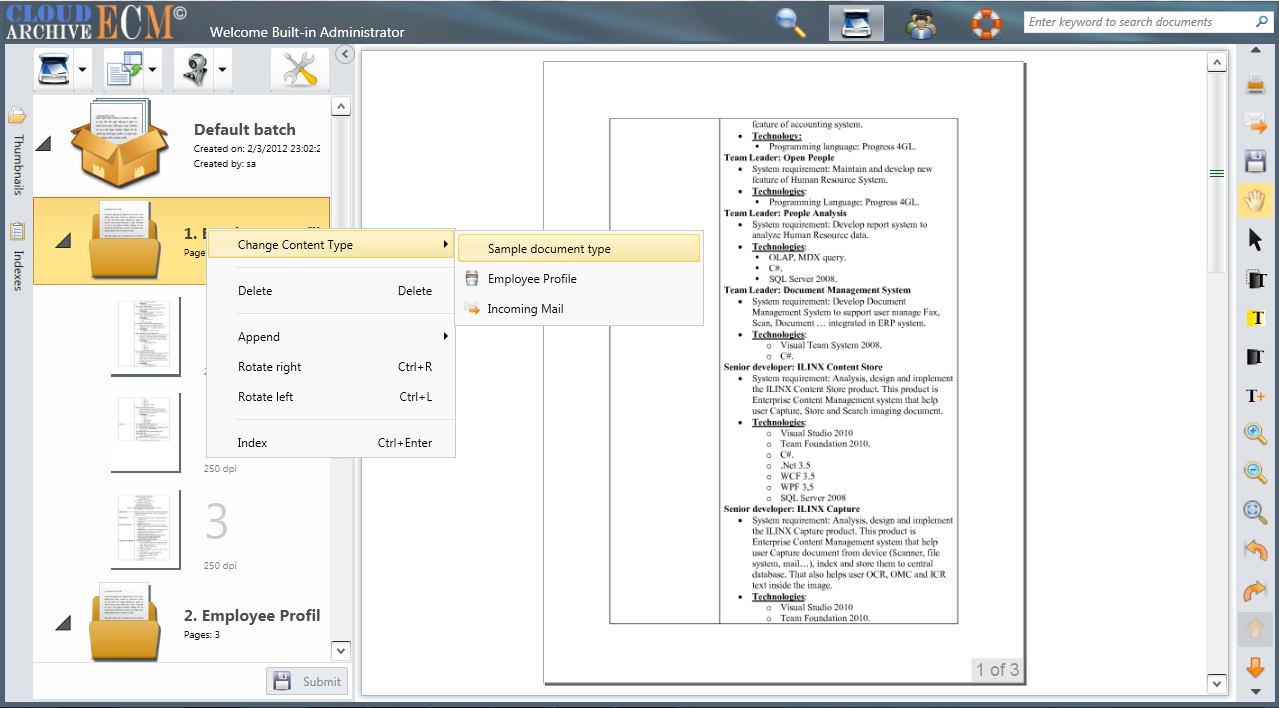 CLOUD
ARCHIVE ECM©
Welcome Built-in Administrator
Enter keyword to search documents
Thumbnails
Indexes
Default batch
Created on: 2/3/2012 23:02:2
Created by: sa
1. E
Pages
Change Content Type
Delete Delete
Append
Rotate right Ctrl+R
Rotate left Ctrl+L
Index Ctrl+Enter
Sample document type
Employee Profile
Incoming Mail
250 dpi
3
250 dpi
2. Employee Profil
Pages: 3
Submit
feature of accounting system.
• Technology:
▪ Programming language: Progress 4GL.
Team Leader: Open People
• System requirement: Maintain and develop new
feature of Human Resource System.
• Technologies:
▪ Programming Language: Progress 4GL.
Team Leader: People Analysis
• System requirement: Develop report system to
analyze Human Resource data.
• Technologies:
▪ OLAP, MDX query.
▪ C#.
▪ SQL Server 2008.
Team Leader: Document Management System
• System requirement: Develop Document
Management System to support user manage Fax,
Scan, Document … integrated in ERP system.
• Technologies:
o Visual Team System 2008.
o C#.
Senior developer: ILINX Content Store
• System requirement: Analysis, design and implement
the ILINX Content Store product. This product is
Enterprise Content Management system that help
user Capture, Store and Search imaging document.
• Technologies:
o Visual Studio 2010
o Team Foundation 2010.
o C#.
o .Net 3.5
o WCF 3.5
o WPF 3,5
o SQL Server 2008
Senior developer: ILINX Capture
• System requirement: Analysis, design and implement
the ILINX Capture product. This product is
Enterprise Content Management system that help
user Capture document from device (Scanner, file
system, mail…), index and store them to central
database. That also helps user OCR, OMC and ICR
text inside the image.
• Technologies:
o Visual Studio 2010
o Team Foundation 2010.
1 of 3
T
T
T
T+